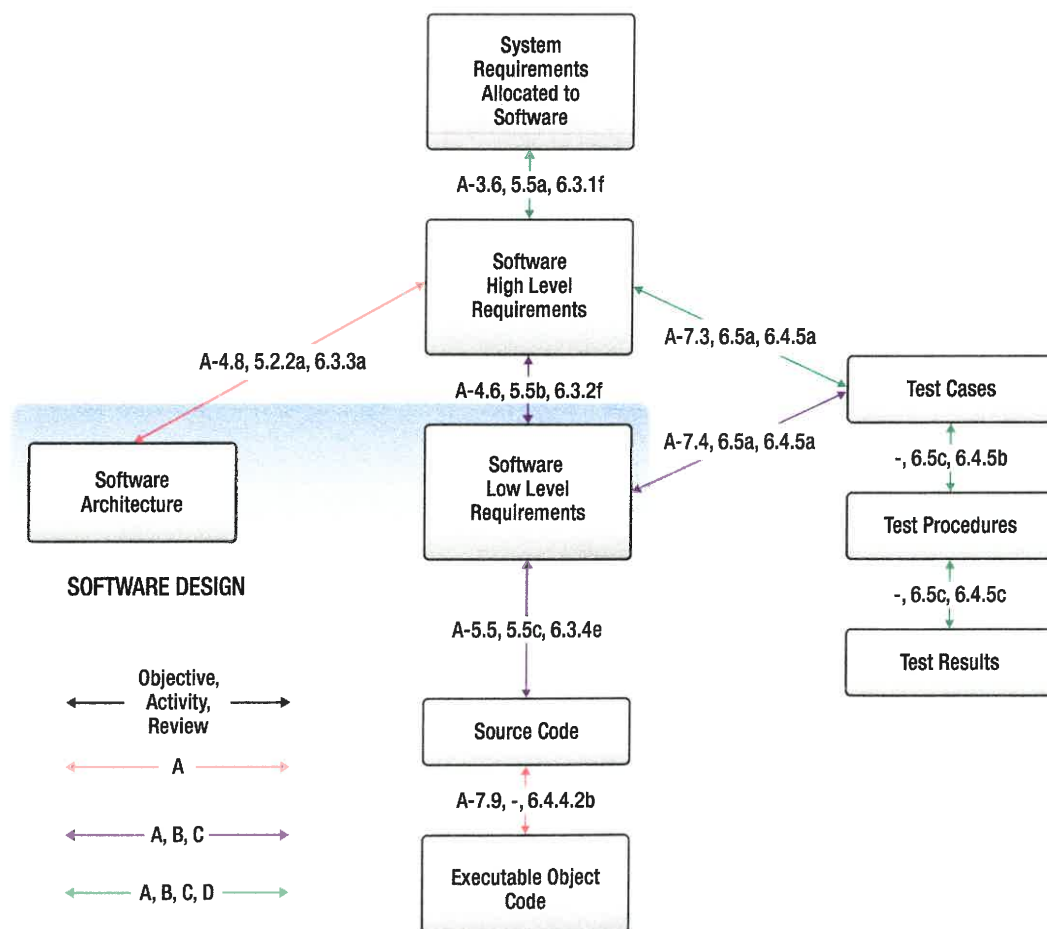 System
Requirements
Allocated to
Software
A-3.6, 5.5a, 6.3.1f
Software
High Level
Requirements
A-7.3, 6.5a, 6.4.5a
A-4.8, 5.2.2a, 6.3.3a
A-4.6, 5.5b, 6.3.2f
Test Cases
A-7.4, 6.5a, 6.4.5a
Software
Architecture
Software
Low Level
Requirements
-, 6.5c, 6.4.5b
Test Procedures
SOFTWARE DESIGN
-, 6.5c, 6.4.5c
A-5.5, 5.5c, 6.3.4e
Test Results
Objective,
Activity,
Review
Source Code
A
A-7.9, -, 6.4.4.2b
A, B, C
Executable Object
Code
A, B, C, D